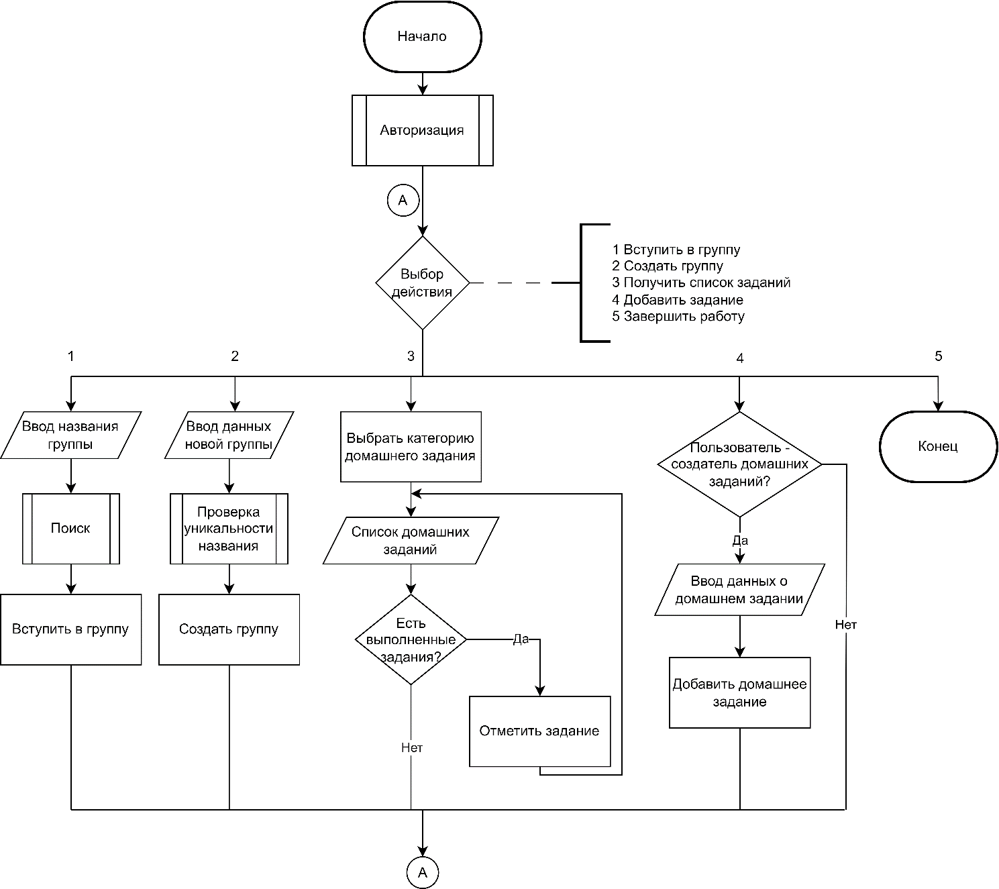 Начало
Авторизация
А
Выбор
действия
1 Вступить в группу
2 Создать группу
3 Получить список заданий
4 Добавить задание
5 Завершить работу
1
2
3
4
5
Ввод названия
группы
Ввод данных
новой группы
Выбрать категорию
домашнего задания
Пользователь -
создатель домашних
заданий?
Конец
Поиск
Проверка
уникальности
названия
Список домашних
заданий
Да
Ввод данных о
домашнем задании
Вступить в группу
Создать группу
Есть
выполненные
задания?
Да
Нет
Добавить домашнее
задание
Отметить задание
Нет
А